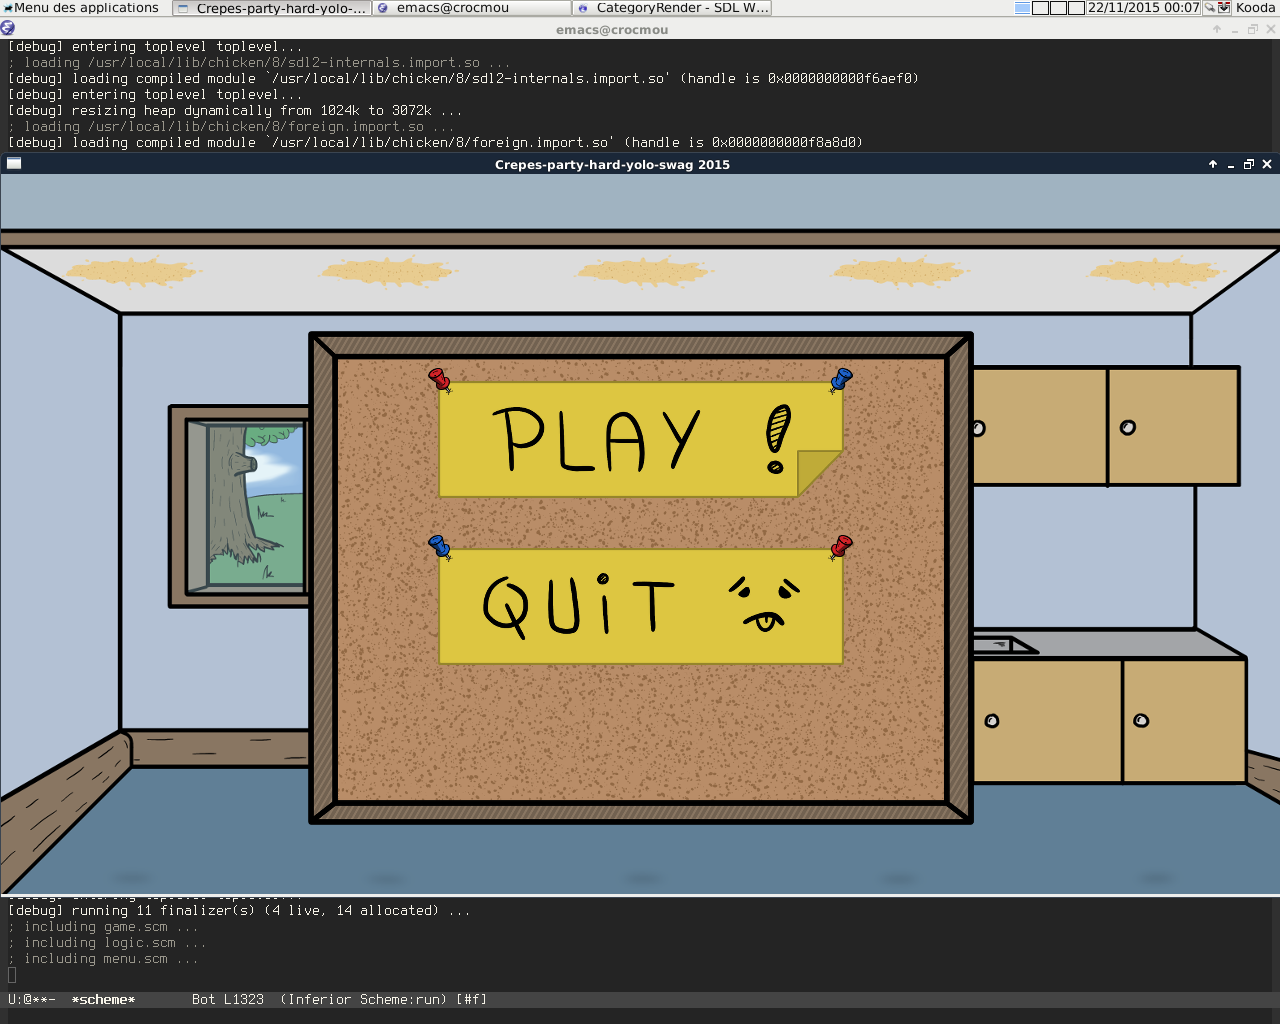 Menu des applications Crepes-party-hard-yolo-... emacs@crocmou CategoryRender - SDL W... 22/11/2015 00:07 Kooda
emacs@crocmou
[debug] entering toplevel toplevel...
; loading /usr/local/lib/chicken/8/sdl2-internals.import.so ...
[debug] loading compiled module `/usr/local/lib/chicken/8/sdl2-internals.import.so' (handle is 0x0000000000f6aef0)
[debug] entering toplevel toplevel...
[debug] resizing heap dynamically from 1024k to 3072k ...
; loading /usr/local/lib/chicken/8/foreign.import.so ...
[debug] loading compiled module `/usr/local/lib/chicken/8/foreign.import.so' (handle is 0x0000000000f8a8d0)
Crepes-party-hard-yolo-swag 2015
PLAY !
QUiT
[debug] running 11 finalizer(s) (4 live, 14 allocated) ...
; including game.scm ...
; including logic.scm ...
; including menu.scm ...
U:@**- *scheme* Bot L1323 (Inferior Scheme:run) [#f]